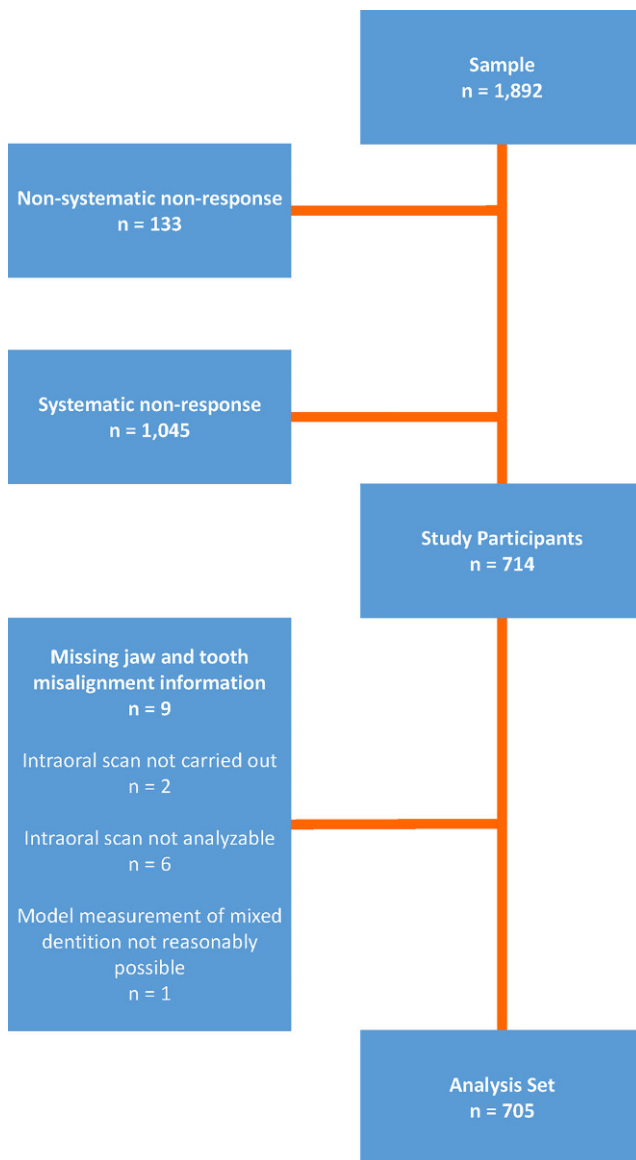 Sample
n = 1,892
Non-systematic non-response
n = 133
Systematic non-response
n = 1,045
Study Participants
n = 714
Missing jaw and tooth
misalignment information
n = 9
Intraoral scan not carried out
n = 2
Intraoral scan not analyzable
n = 6
Model measurement of mixed
dentition not reasonably
possible
n = 1
Analysis Set
n = 705